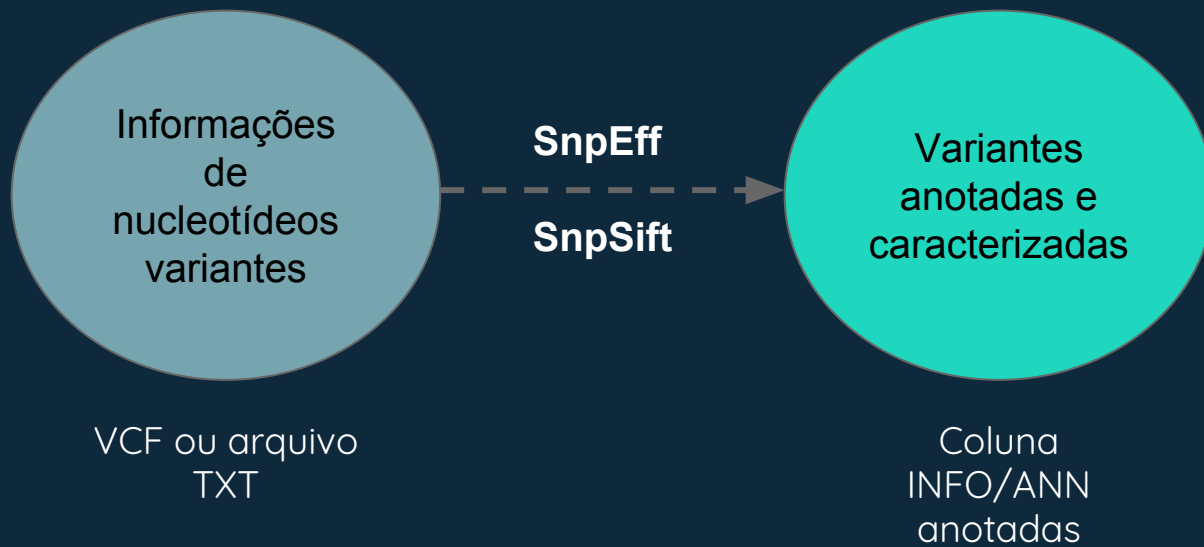 Informações
de
nucleotídeos
variantes
SnpEff
SnpSift
Variantes
anotadas e
caracterizadas
VCF ou arquivo
TXT
Coluna
INFO/ANN
anotadas